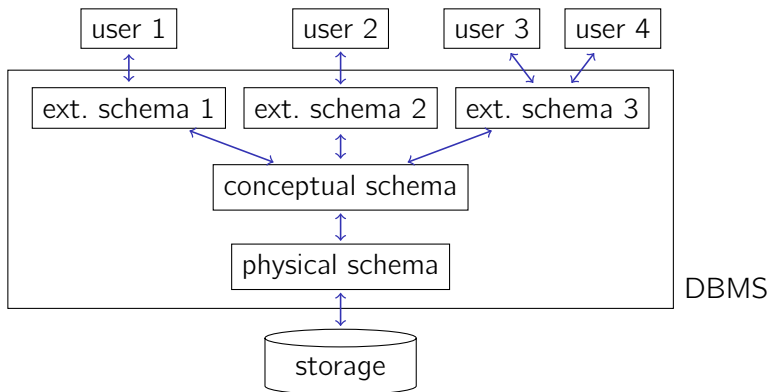 user 1
user 2
user 3
user 4
ext. schema 1
ext. schema 2
ext. schema 3
conceptual schema
physical schema
DBMS
storage